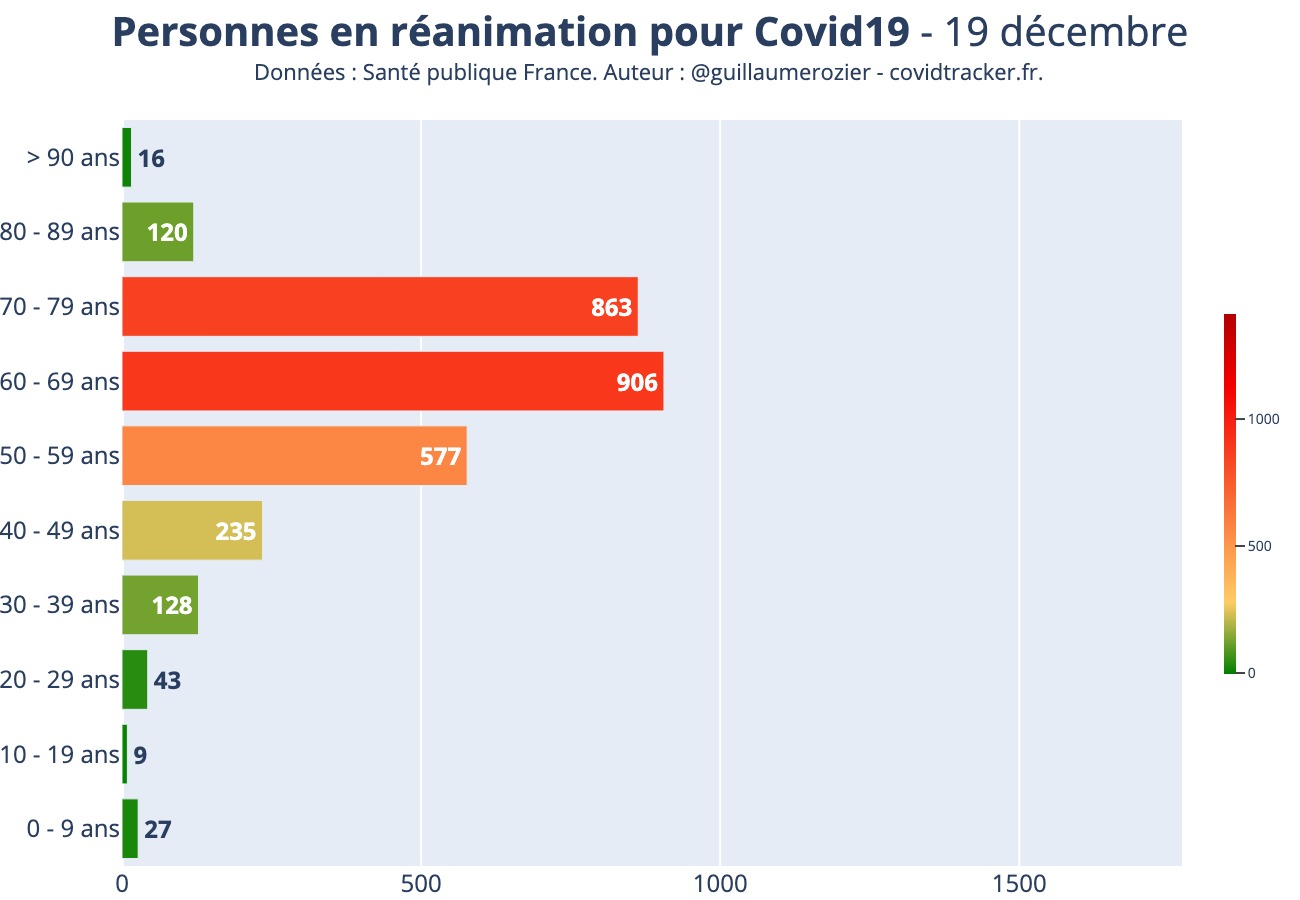 Personnes en réanimation pour Covid19 - 19 décembre
Données : Santé publique France. Auteur : @guillaumerozier - covidtracker.fr.
> 90 ans 16
80 - 89 ans 120
70 - 79 ans 863
60 - 69 ans 906
50 - 59 ans 577
40 - 49 ans 235
30 - 39 ans 128
20 - 29 ans 43
10 - 19 ans 9
0 - 9 ans 27
0 500 1000 1500
1000
500
0